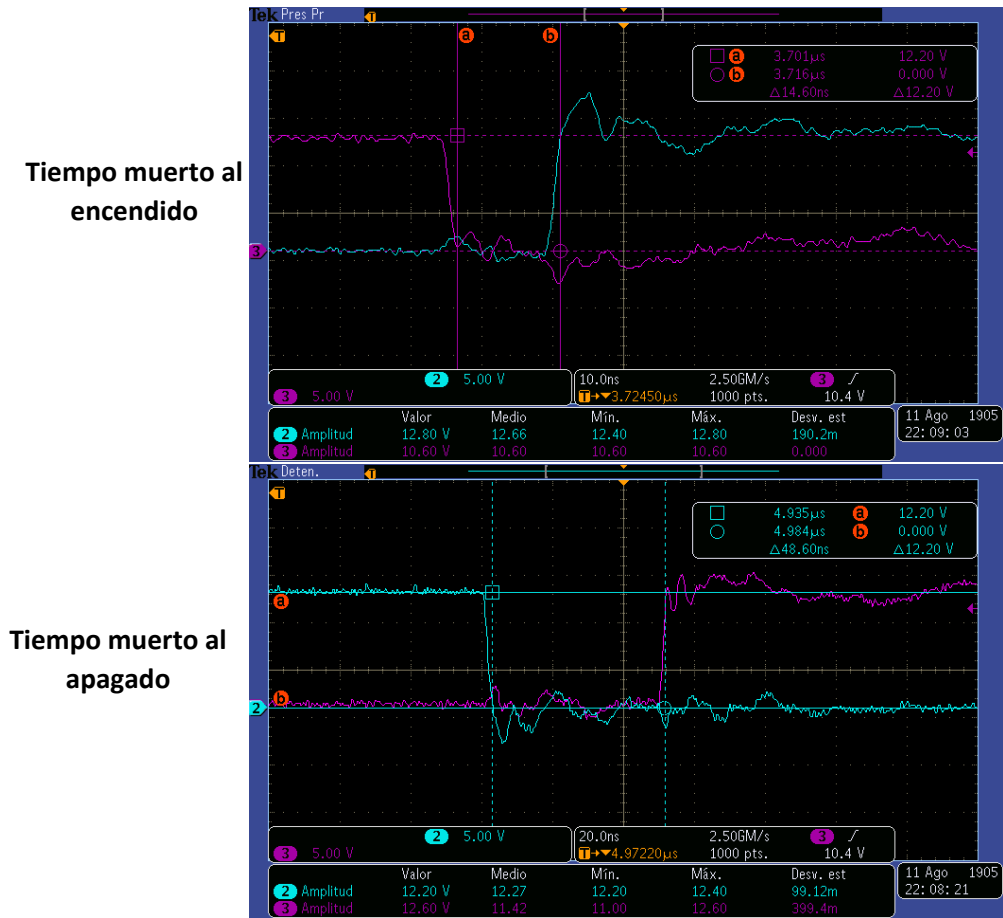 Tiempo muerto al
encendido
Tek Pres Pr
T
T
a b
a 3.701µs 12.20 V
b 3.716µs 0.000 V
△14.60ns △12.20 V
3
2 5.00 V
3 5.00 V
10.0ns 2.50GM/s 3 ∫
T→▼3.72450µs 1000 pts. 10.4 V
Valor Medio Mín. Máx. Desv. est
2 Amplitud 12.80 V 12.66 12.40 12.80 190.2m
3 Amplitud 10.60 V 10.60 10.60 10.60 0.000
11 Ago 1905
22:09:03
Tiempo muerto al
apagado
Tek Deten.
T
T
4.935µs a 12.20 V
4.984µs b 0.000 V
△48.60ns △12.20 V
a
b
2
2 5.00 V
3 5.00 V
20.0ns 2.50GM/s 3 ∫
T→▼4.97220µs 1000 pts. 10.4 V
Valor Medio Mín. Máx. Desv. est
2 Amplitud 12.20 V 12.27 12.20 12.40 99.12m
3 Amplitud 12.60 V 11.42 11.00 12.60 399.4m
11 Ago 1905
22:08:21